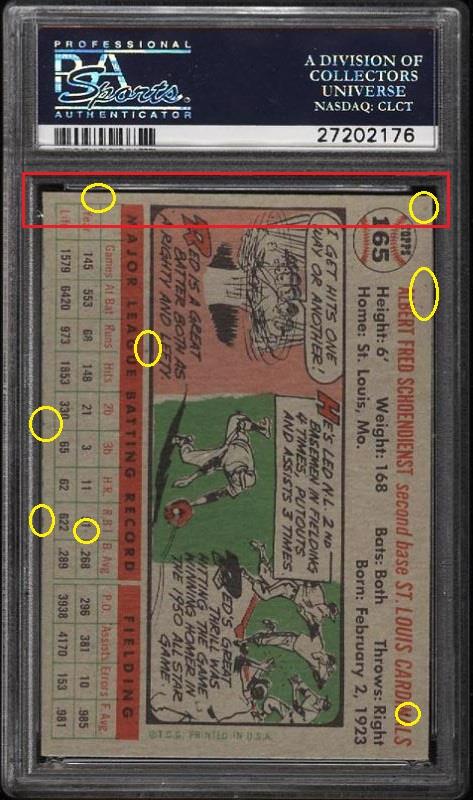 PROFESSIONAL
PSA
Sports
AUTHENTICATOR
A DIVISION OF
COLLECTORS
UNIVERSE
NASDAQ: CLCT
27202176
TOPPS
165
ALBERT FRED SCHOENDIENST second base ST. LOUIS CARDINALS
Height: 6' Weight: 168 Bats: Both Throws: Right
Home: St. Louis, Mo. Born: February 2, 1923
I GET HITS ONE
WAY OR ANOTHER!
RED IS A GREAT
BATTER BOTH AS
A RIGHTY AND LEFTY.
HE'S LED N.L. 2ND
BASEMEN IN FIELDING
4 TIMES, PUTOUTS
AND ASSISTS 3 TIMES
RED'S GREAT
THRILL WAS
HITTING THE GAME
WINNING HOMER IN
THE 1950 ALL STAR
GAME
©T.C.G. PRINTED IN U.S.A.
MAJOR LEAGUE BATTING RECORD FIELDING
Games At Bat Runs Hits 2b 3b H.R. R.B.I. B. Avg. P.O. Assists Errors F. Avg.
145 553 68 148 21 3 11 .268 296 381 10 .985
1579 6420 973 1853 330 65 62 622 .289 3938 4170 153 .981